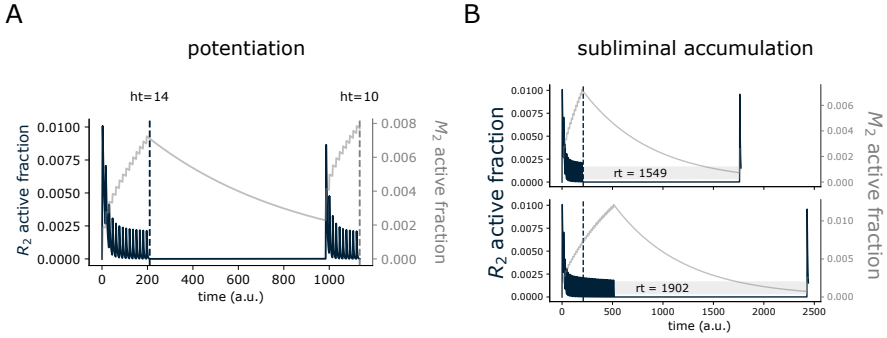 A
potentiation
ht=14
ht=10
R2 active fraction
0.0100
0.0075
0.0050
0.0025
0.0000
0.008
0.006
0.004
0.002
0.000
M2 active fraction
0 200 400 600 800 1000
time (a.u.)
B
subliminal accumulation
R2 active fraction
0.0100
0.0075
0.0050
0.0025
0.0000
rt = 1549
0.006
0.004
0.002
0.000
0.0100
0.0075
0.0050
0.0025
0.0000
rt = 1902
0.010
0.005
0.000
M2 active fraction
0 500 1000 1500 2000 2500
time (a.u.)